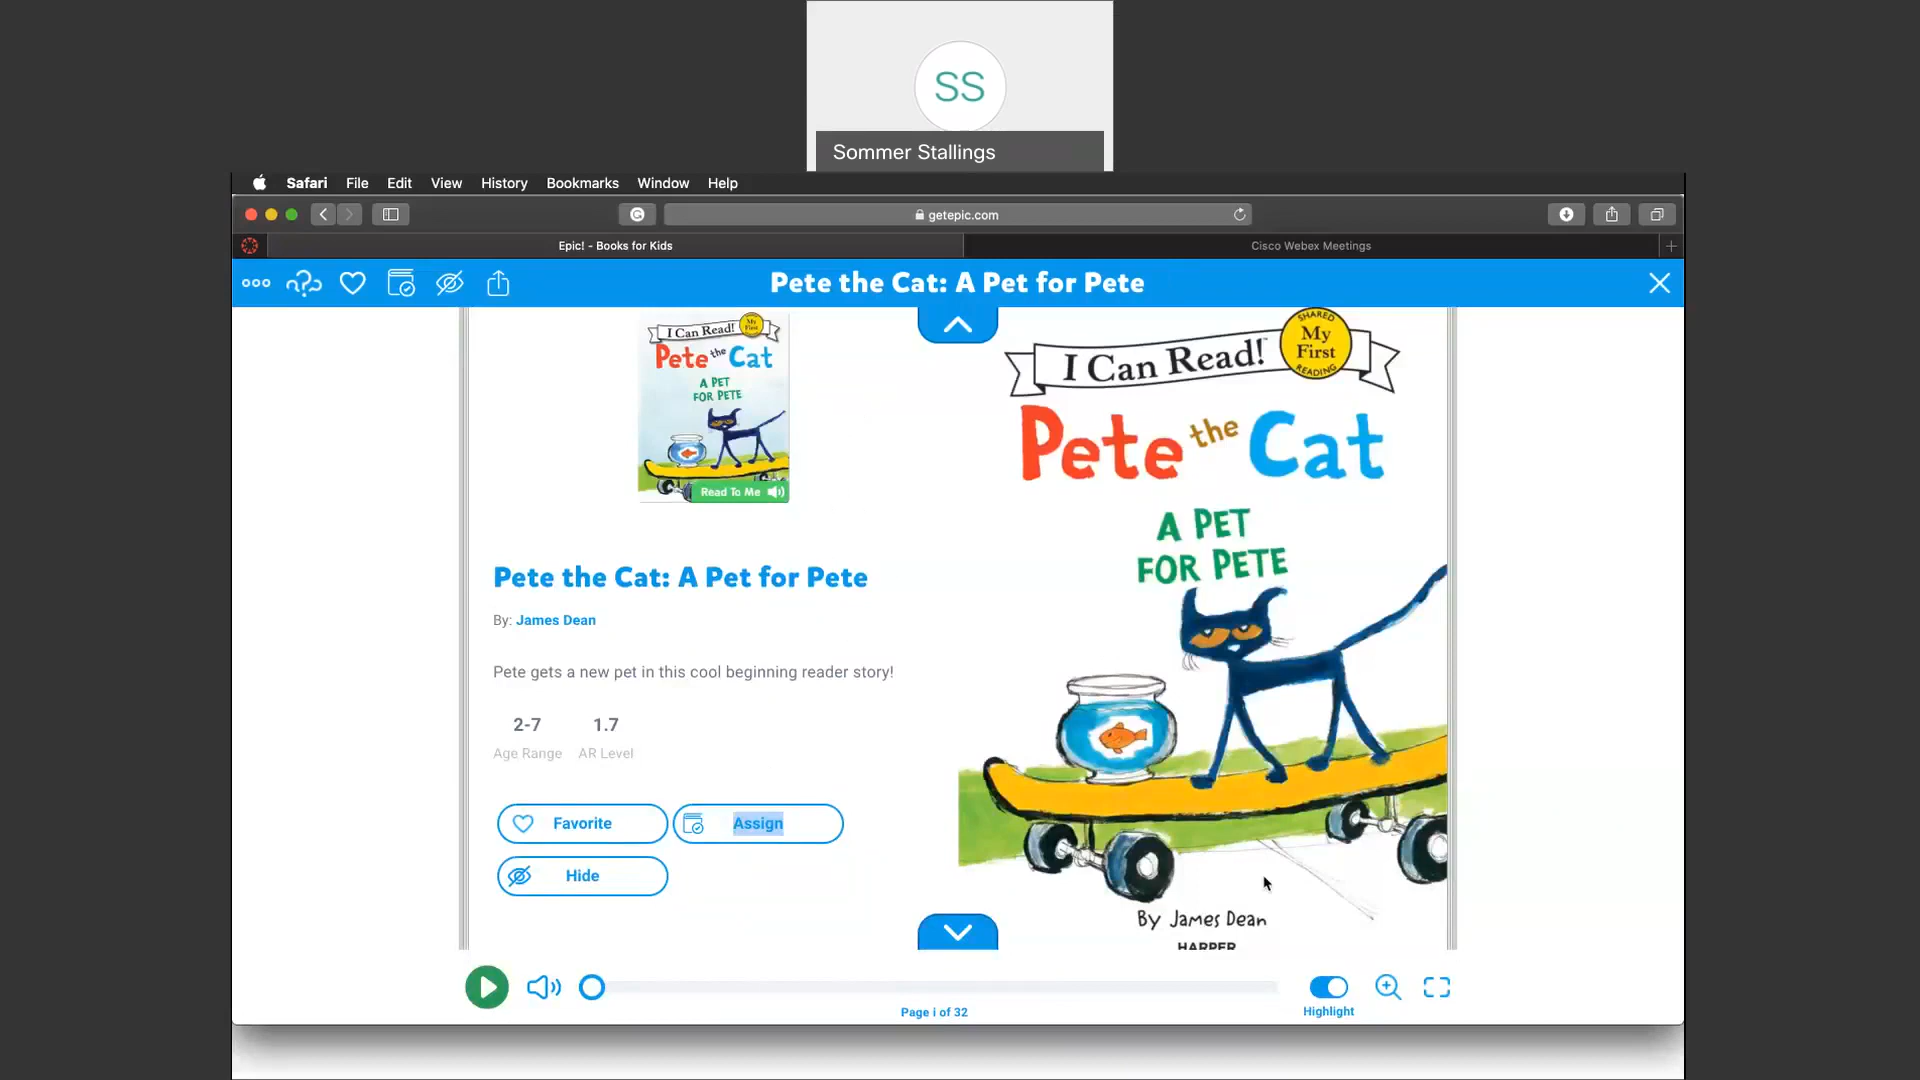 SS
Sommer Stallings
Safari File Edit View History Bookmarks Window Help
getepic.com
Epic! - Books for Kids
Cisco Webex Meetings
Pete the Cat: A Pet for Pete
I Can Read!
My First
Pete the Cat
A PET
FOR PETE
Read To Me
Pete the Cat: A Pet for Pete
By: James Dean
Pete gets a new pet in this cool beginning reader story!
2-7 1.7
Age Range AR Level
Favorite Assign
Hide
I Can Read!
SHARED
My
First
READING
Pete the Cat
A PET
FOR PETE
By James Dean
HARPER
Page i of 32
Highlight